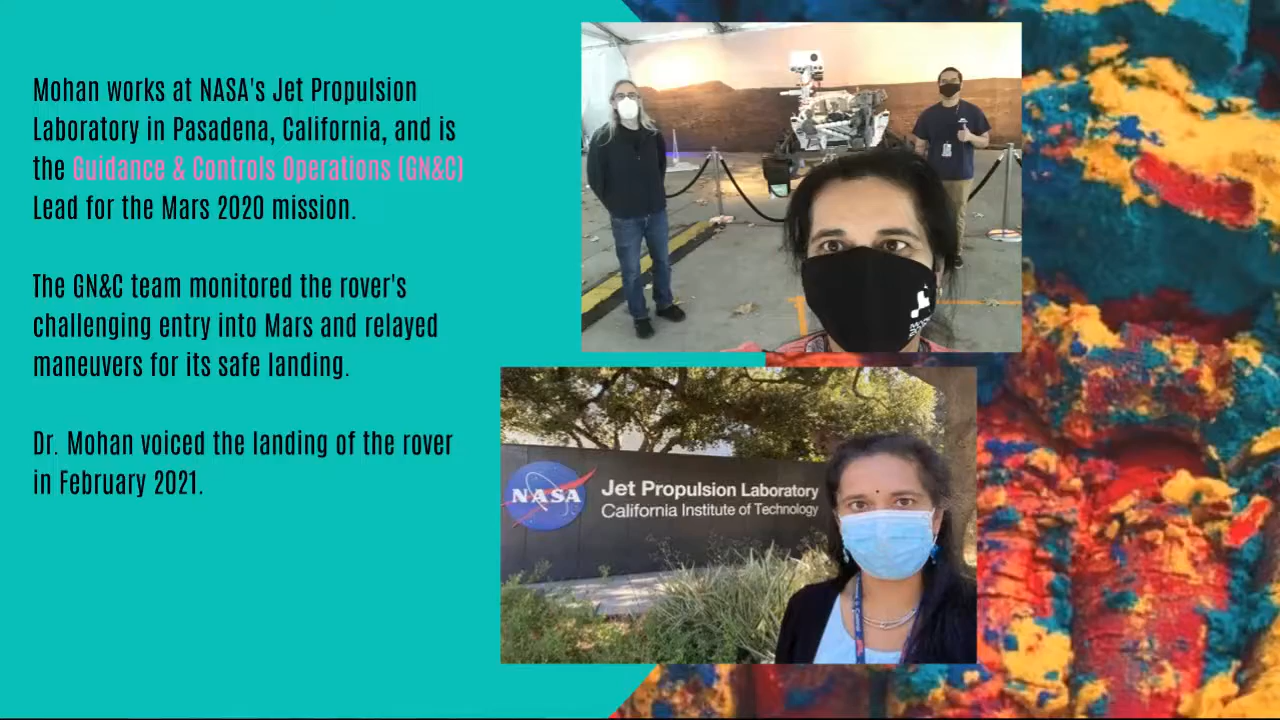 Mohan works at NASA's Jet Propulsion
Laboratory in Pasadena, California, and is
the Guidance & Controls Operations (GN&C)
Lead for the Mars 2020 mission.
The GN&C team monitored the rover's
challenging entry into Mars and relayed
maneuvers for its safe landing.
Dr. Mohan voiced the landing of the rover
in February 2021.
NASA
Jet Propulsion Laboratory
California Institute of Technology